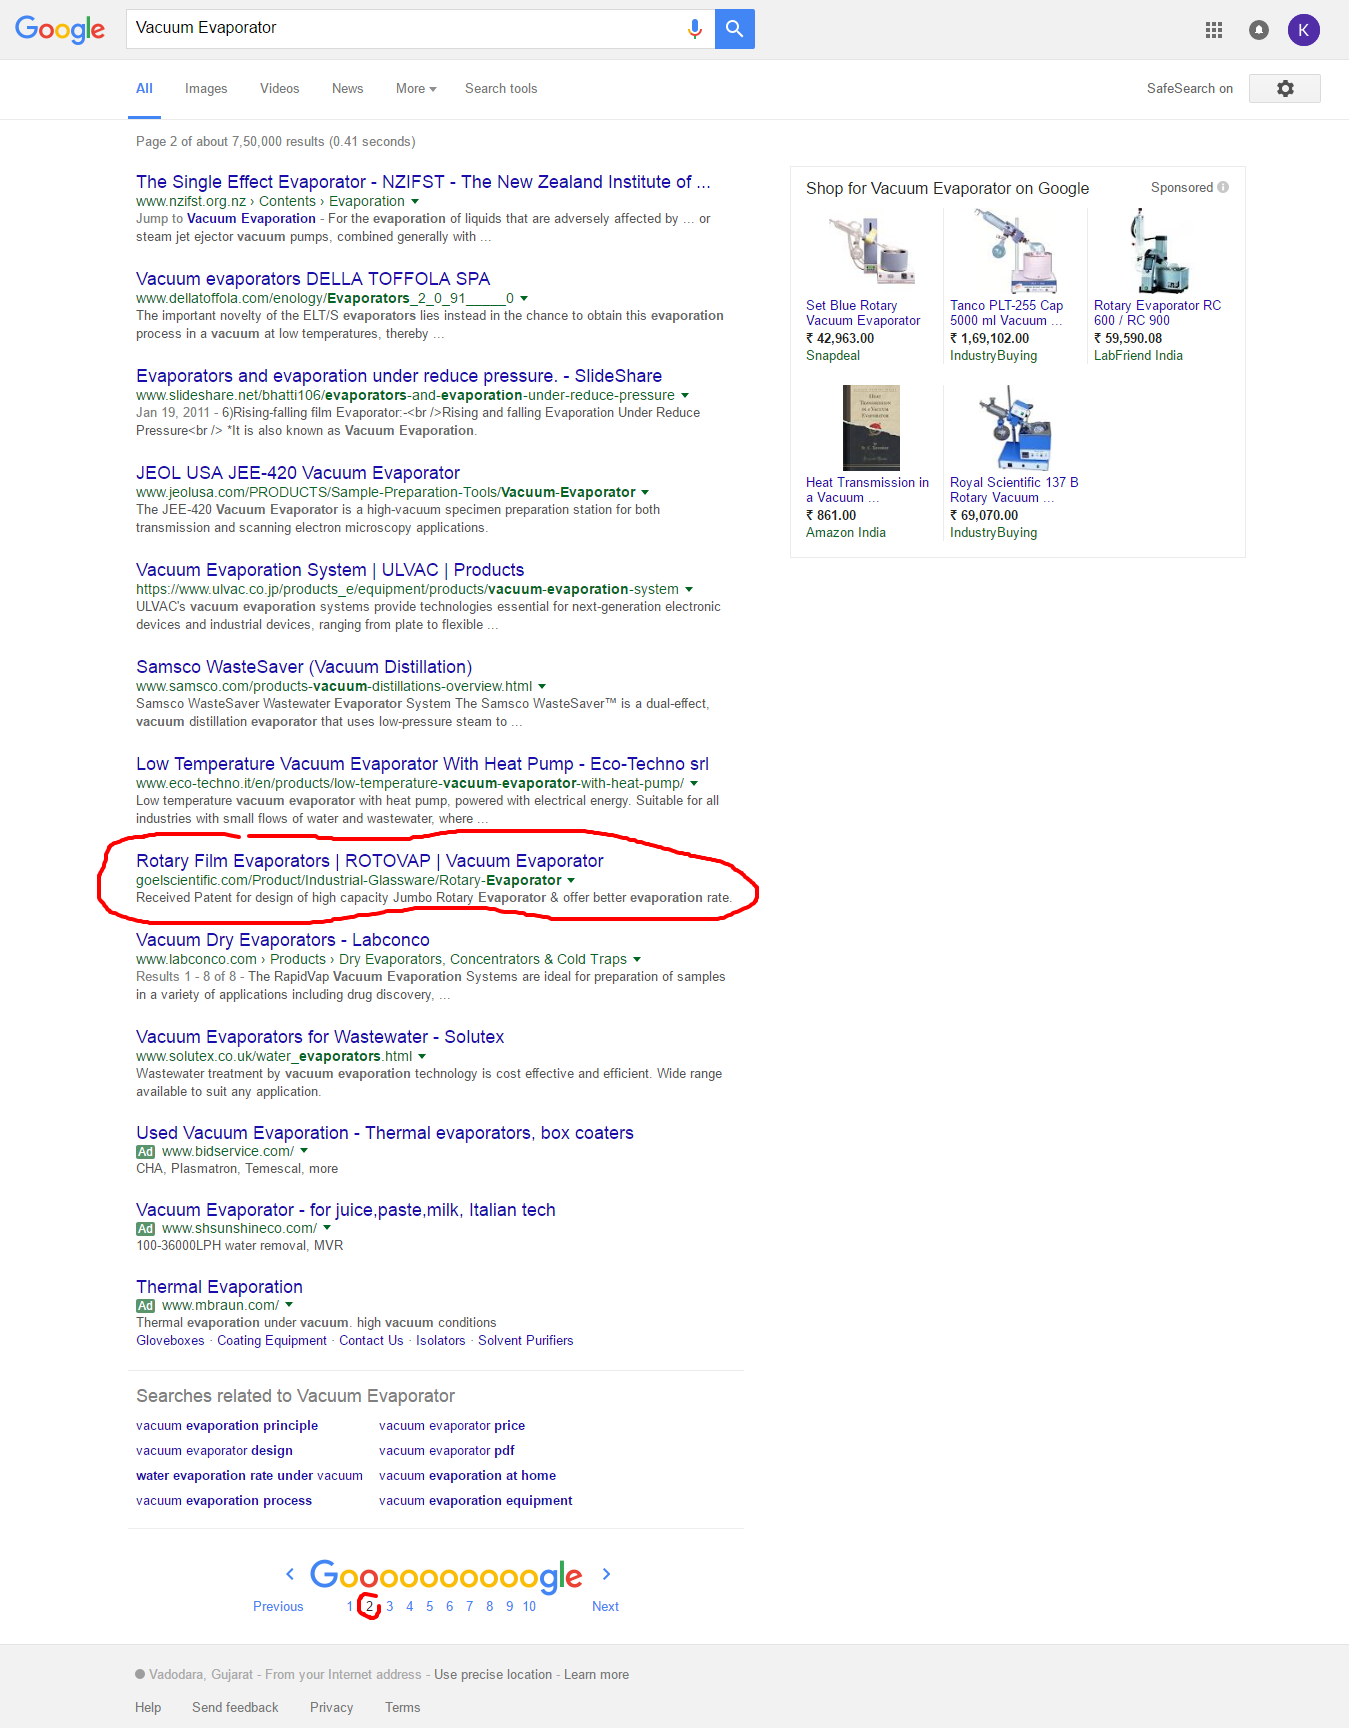 Google
Vacuum Evaporator
K
All
Images
Videos
News
More
Search tools
SafeSearch on
Page 2 of about 7,50,000 results (0.41 seconds)
The Single Effect Evaporator - NZIFST - The New Zealand Institute of ...
www.nzifst.org.nz › Contents › Evaporation
Jump to Vacuum Evaporation - For the evaporation of liquids that are adversely affected by ... or
steam jet ejector vacuum pumps, combined generally with ...
Vacuum evaporators DELLA TOFFOLA SPA
www.dellatoffola.com/enology/Evaporators_2_0_91_____0
The important novelty of the ELT/S evaporators lies instead in the chance to obtain this evaporation
process in a vacuum at low temperatures, thereby ...
Evaporators and evaporation under reduce pressure. - SlideShare
www.slideshare.net/bhatti106/evaporators-and-evaporation-under-reduce-pressure
Jan 19, 2011 - 6)Rising-falling film Evaporator:-<br />Rising and falling Evaporation Under Reduce
Pressure<br /> *It is also known as Vacuum Evaporation.
JEOL USA JEE-420 Vacuum Evaporator
www.jeolusa.com/PRODUCTS/Sample-Preparation-Tools/Vacuum-Evaporator
The JEE-420 Vacuum Evaporator is a high-vacuum specimen preparation station for both
transmission and scanning electron microscopy applications.
Vacuum Evaporation System | ULVAC | Products
https://www.ulvac.co.jp/products_e/equipment/products/vacuum-evaporation-system
ULVAC's vacuum evaporation systems provide technologies essential for next-generation electronic
devices and industrial devices, ranging from plate to flexible ...
Samsco WasteSaver (Vacuum Distillation)
www.samsco.com/products-vacuum-distillations-overview.html
Samsco WasteSaver Wastewater Evaporator System The Samsco WasteSaver™ is a dual-effect,
vacuum distillation evaporator that uses low-pressure steam to ...
Low Temperature Vacuum Evaporator With Heat Pump - Eco-Techno srl
www.eco-techno.it/en/products/low-temperature-vacuum-evaporator-with-heat-pump/
Low temperature vacuum evaporator with heat pump, powered with electrical energy. Suitable for all
industries with small flows of water and wastewater, where ...
Rotary Film Evaporators | ROTOVAP | Vacuum Evaporator
goelscientific.com/Product/Industrial-Glassware/Rotary-Evaporator
Received Patent for design of high capacity Jumbo Rotary Evaporator & offer better evaporation rate.
Vacuum Dry Evaporators - Labconco
www.labconco.com › Products › Dry Evaporators, Concentrators & Cold Traps
Results 1 - 8 of 8 - The RapidVap Vacuum Evaporation Systems are ideal for preparation of samples
in a variety of applications including drug discovery, ...
Vacuum Evaporators for Wastewater - Solutex
www.solutex.co.uk/water_evaporators.html
Wastewater treatment by vacuum evaporation technology is cost effective and efficient. Wide range
available to suit any application.
Used Vacuum Evaporation - Thermal evaporators, box coaters
Ad www.bidservice.com/
CHA, Plasmatron, Temescal, more
Vacuum Evaporator - for juice,paste,milk, Italian tech
Ad www.shsunshineco.com/
100-36000LPH water removal, MVR
Thermal Evaporation
Ad www.mbraun.com/
Thermal evaporation under vacuum. high vacuum conditions
Gloveboxes · Coating Equipment · Contact Us · Isolators · Solvent Purifiers
Shop for Vacuum Evaporator on Google
Sponsored
Set Blue Rotary
Vacuum Evaporator
₹ 42,963.00
Snapdeal
Tanco PLT-255 Cap
5000 ml Vacuum ...
₹ 1,69,102.00
IndustryBuying
Rotary Evaporator RC
600 / RC 900
₹ 59,590.08
LabFriend India
HEAT
TRANSMISSION
IN A VACUUM
EVAPORATOR
Heat Transmission in
a Vacuum ...
₹ 861.00
Amazon India
Royal Scientific 137 B
Rotary Vacuum ...
₹ 69,070.00
IndustryBuying
Searches related to Vacuum Evaporator
vacuum evaporation principle
vacuum evaporator price
vacuum evaporator design
vacuum evaporator pdf
water evaporation rate under vacuum
vacuum evaporation at home
vacuum evaporation process
vacuum evaporation equipment
Goooooooooogle
Previous 1 2 3 4 5 6 7 8 9 10 Next
Vadodara, Gujarat - From your Internet address - Use precise location - Learn more
Help
Send feedback
Privacy
Terms